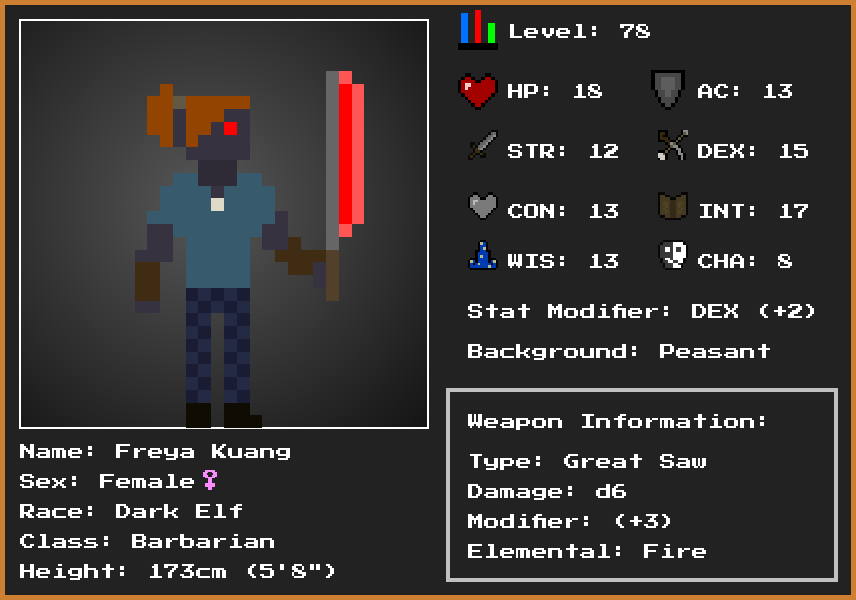 Level: 78
HP: 18
AC: 13
STR: 12
DEX: 15
CON: 13
INT: 17
WIS: 13
CHA: 8
Stat Modifier: DEX (+2)
Background: Peasant
Weapon Information:
Type: Great Saw
Damage: d6
Modifier: (+3)
Elemental: Fire
Name: Freya Kuang
Sex: Female♀
Race: Dark Elf
Class: Barbarian
Height: 173cm (5'8")